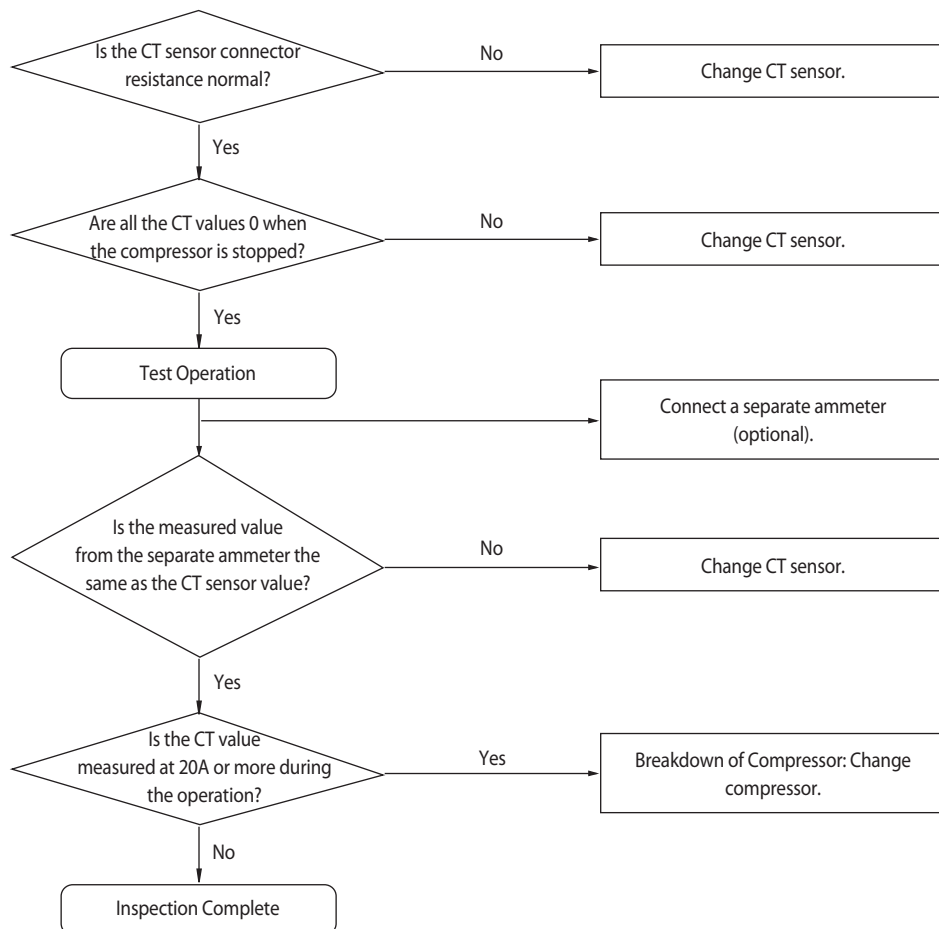 Is the CT sensor connector
resistance normal?
No
Change CT sensor.
Yes
Are all the CT values 0 when
the compressor is stopped?
No
Change CT sensor.
Yes
Test Operation
Connect a separate ammeter
(optional).
Is the measured value
from the separate ammeter the
same as the CT sensor value?
No
Change CT sensor.
Yes
Is the CT value
measured at 20A or more during
the operation?
Yes
Breakdown of Compressor: Change
compressor.
No
Inspection Complete